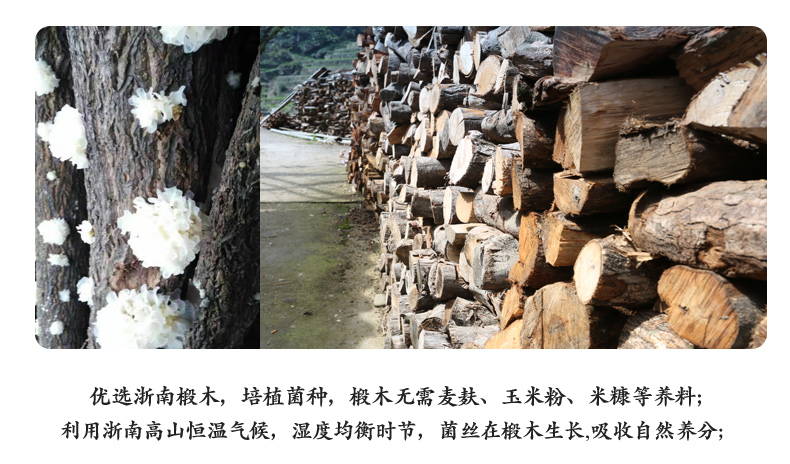 优选浙南椴木，培植菌种，椴木无需麦麸、玉米粉、米糠等养料;
利用浙南高山恒温气候，湿度均衡时节，菌丝在椴木生长,吸收自然养分;